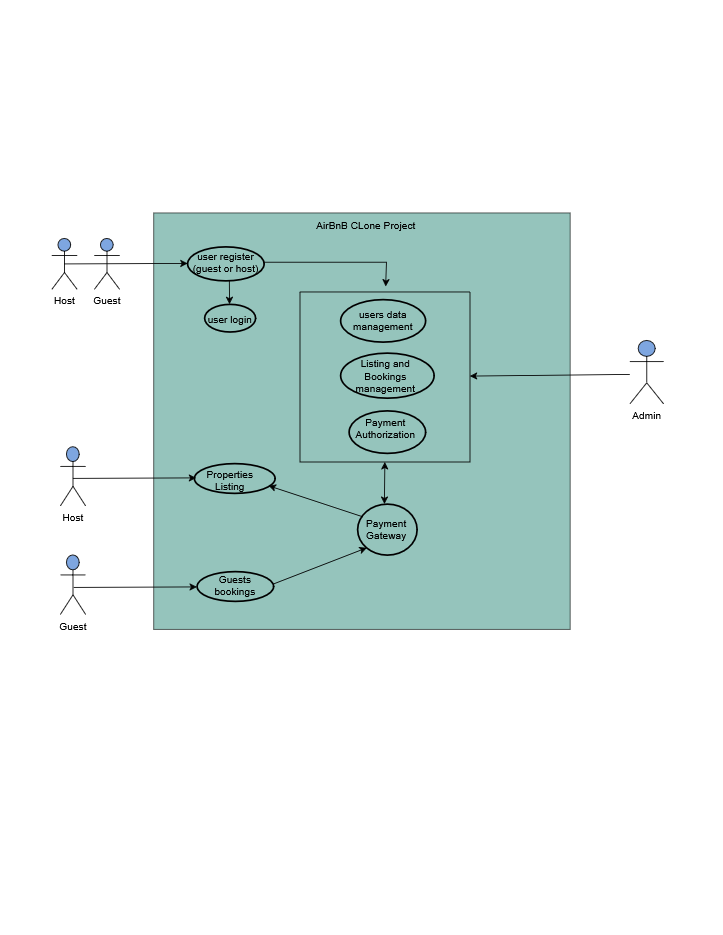 AirBnB CLone Project
user register
(guest or host)
Host
Guest
user login
users data
management
Listing and
Bookings
management
Admin
Payment
Authorization
Properties
Listing
Host
Payment
Gateway
Guests
bookings
Guest